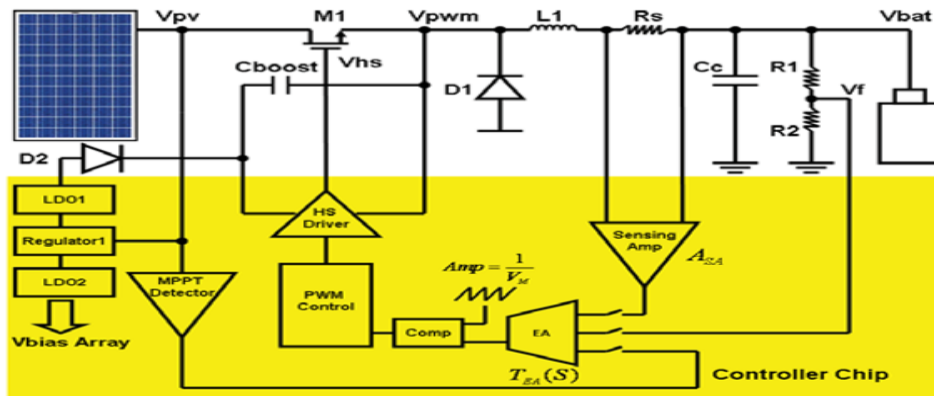 Vpv M1 Vpwm L1 Rs Vbat
Vhs
Cboost
D1
Cc
R1
Vf
R2
D2
LDO1
Regulator1
LDO2
Vbias Array
HS
Driver
MPPT
Detector
PWM
Control
Amp = 1
V_M
Comp
EA
T_EA(S)
Sensing
Amp
A_SA
Controller Chip